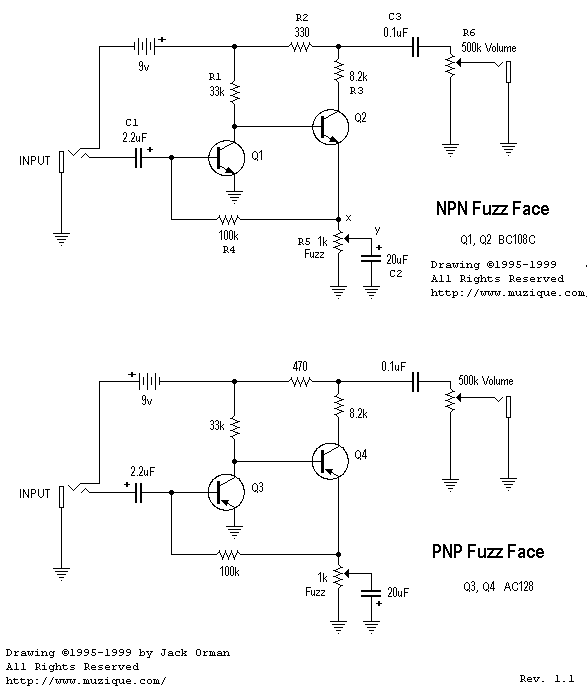 R2
330
C3
0.1uF
R6
500k Volume
+
9v
R1
33k
8.2k
R3
C1
2.2uF
+
Q2
INPUT
Q1
100k
R4
x
y
R5 1k
Fuzz
+
20uF
C2
NPN Fuzz Face
Q1, Q2 BC108C
Drawing ©1995-1999
All Rights Reserved
http://www.muzique.com/
470
0.1uF
500k Volume
+
9v
33k
8.2k
2.2uF
+
Q4
INPUT
Q3
100k
1k
Fuzz
20uF
+
PNP Fuzz Face
Q3, Q4 AC128
Drawing ©1995-1999 by Jack Orman
All Rights Reserved
http://www.muzique.com/
Rev. 1.1